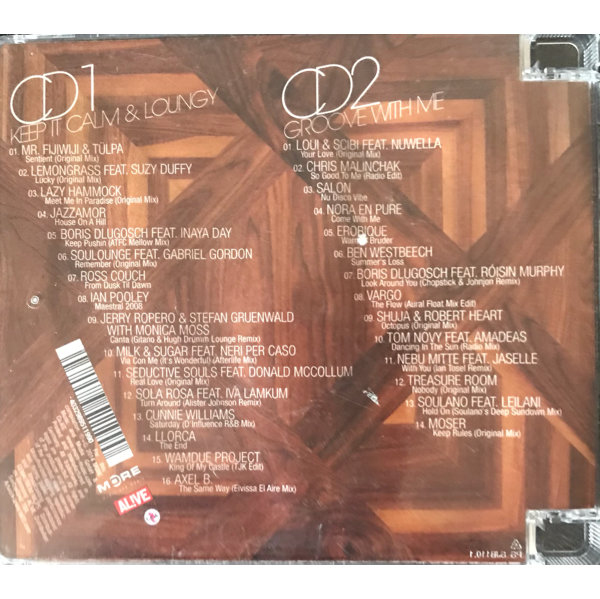 CD1
KEEP IT CALM & LOUNGY
01. MR. FIJIWIJI & TULPA
Sentient (Original Mix)
02. LEMONGRASS FEAT. SUZY DUFFY
Lucky (Original Mix)
03. LAZY HAMMOCK
Meet Me In Paradise (Original Mix)
04. JAZZAMOR
House On A Hill
05 BORIS DLUGOSCH FEAT. INAYA DAY
Keep Pushin (ATFC Mellow Mix)
06. SOULOUNGE FEAT. GABRIEL GORDON
Remember (Original Mix)
07. ROSS COUCH
From Dusk Til Dawn
08. IAN POOLEY
Maestral 2008
09. JERRY ROPERO & STEFAN GRUENWALD
WITH MONICA MOSS
Canta (Gitano & Hugh Drumm Lounge Remix)
10. MILK & SUGAR FEAT. NERI PER CASO
Via Con Me (It's Wonderful) (Afterlife Mix)
11. SEDUCTIVE SOULS FEAT. DONALD MCCOLLUM
Real Love (Original Mix)
12 SOLA ROSA FEAT. IVA LAMKUM
Turn Around (Alister Johnson Remix)
13. CUNNIE WILLIAMS
Saturday (D'Influence R&B Mix)
14 LLORCA
The End
15 WAMDUE PROJECT
King Of My Castle (TJK Edit)
16 AXEL B.
The Same Way (Eivissa El Aire Mix)
MORE
ALIVE
CD2
GROOVE WITH ME
01. LOUI & SCIBI FEAT. NUWELLA
Your Love (Original Mix)
02. CHRIS MALINCHAK
So Good To Me (Radio Edit)
03. SALON
Nu Disco Vibe
04 NORA EN PURE
Come With Me
05. EROBIQUE
Bruder
06. BEN WESTBEECH
Summer's Loss
07. BORIS DLUGOSCH FEAT. RÓISIN MURPHY
Look Around You (Chopstick & Johnjon Remix)
08. VARGO
The Flow (Aural Float Mix Edit)
09. SHUJA & ROBERT HEART
Octopus (Original Mix)
10 TOM NOVY FEAT. AMADEAS
Dancing In The Sun (Radio Mix)
11. NEBU MITTE FEAT. JASELLE
With You (Ian Tosel Remix)
12 TREASURE ROOM
Nobody (Original Mix)
13 SOULANO FEAT. LEILANI
Hold On (Soulano's Deep Sundown Mix)
14 MOSER
Keep Rules (Original Mix)